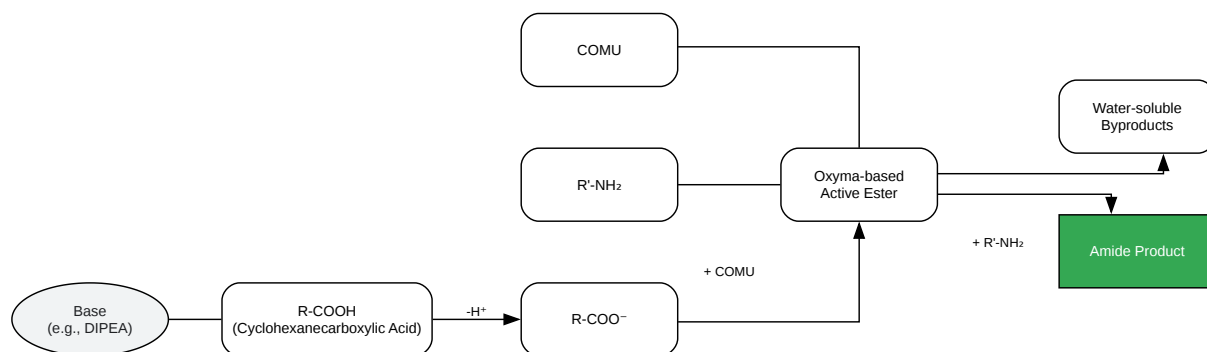 COMU
Water-soluble
Byproducts
R'-NH₂
Oxyma-based
Active Ester
+ R'-NH₂
Amide Product
+ COMU
Base
(e.g., DIPEA)
R-COOH
(Cyclohexanecarboxylic Acid)
-H⁺
R-COO⁻